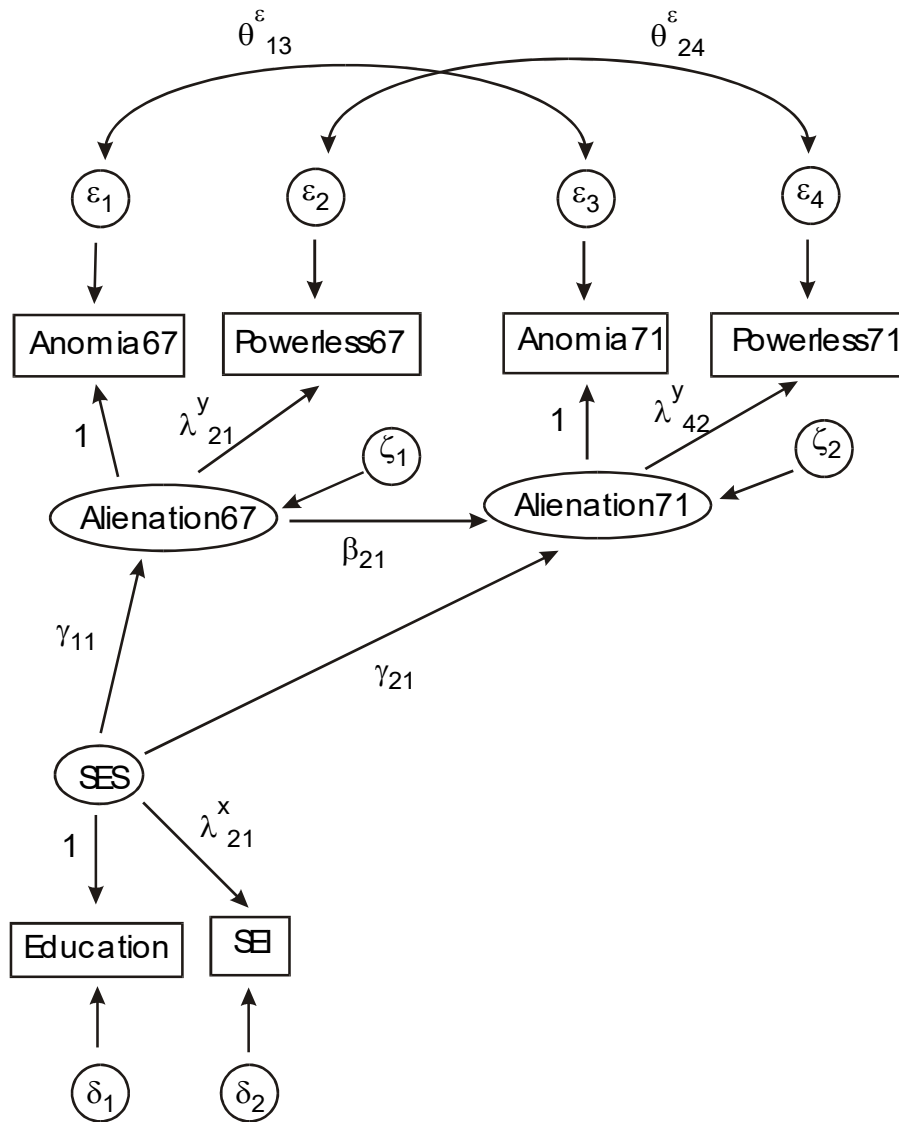 θ^ε_13
θ^ε_24
ε1
ε2
ε3
ε4
Anomia67
Powerless67
Anomia71
Powerless71
1
λ^y_21
1
λ^y_42
ζ1
ζ2
Alienation67
Alienation71
β21
γ11
γ21
SES
1
λ^x_21
Education
SEI
δ1
δ2